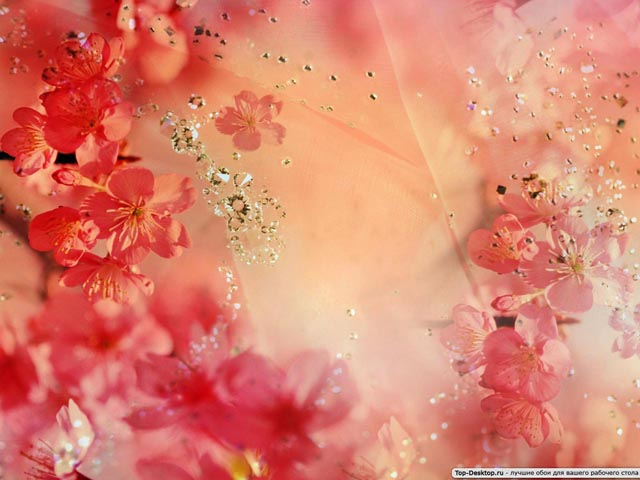 Top-Desktop.ru - лучшие обои для вашего рабочего стола